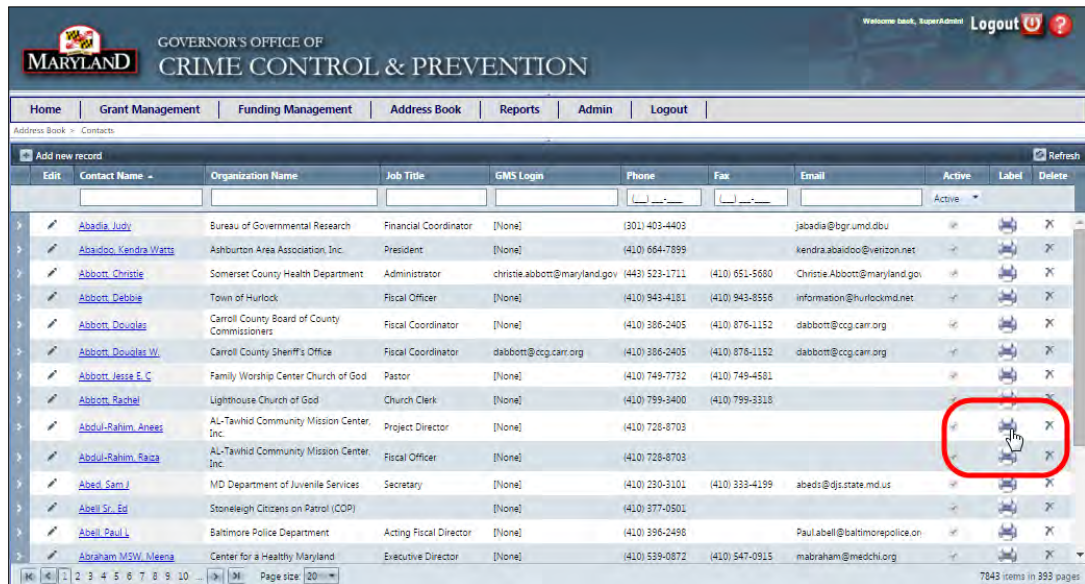 Welcome back, SuperAdmin! Logout
MARYLAND
GOVERNOR'S OFFICE OF
CRIME CONTROL & PREVENTION
Home Grant Management Funding Management Address Book Reports Admin Logout
Address Book > Contacts
Add new record Refresh
Edit Contact Name Organization Name Job Title GMS Login Phone Fax Email Active Label Delete
(__) ___-____ (__) ___-____ Active
Abadia, Judy Bureau of Governmental Research Financial Coordinator [None] (301) 403-4403 jabadia@bgr.umd.dbu
Abaidoo, Kendra Watts Ashburton Area Association, Inc. President [None] (410) 664-7899 kendra.abaidoo@verizon.net
Abbott, Christie Somerset County Health Department Administrator christie.abbott@maryland.gov (443) 523-1711 (410) 651-5680 Christie.Abbott@maryland.gov
Abbott, Debbie Town of Hurlock Fiscal Officer [None] (410) 943-4181 (410) 943-8556 information@hurlockmd.net
Abbott, Douglas Carroll County Board of County Commissioners Fiscal Coordinator [None] (410) 386-2405 (410) 876-1152 dabbott@ccg.carr.org
Abbott, Douglas W. Carroll County Sheriff's Office Fiscal Coordinator dabbott@ccg.carr.org (410) 386-2405 (410) 876-1152 dabbott@ccg.carr.org
Abbott, Jesse E. C Family Worship Center Church of God Pastor [None] (410) 749-7732 (410) 749-4581
Abbott, Rachel Lighthouse Church of God Church Clerk [None] (410) 799-3400 (410) 799-3318
Abdul-Rahim, Anees AL-Tawhid Community Mission Center, Inc. Project Director [None] (410) 728-8703
Abdul-Rahim, Raiza AL-Tawhid Community Mission Center, Inc. Fiscal Officer [None] (410) 728-8703
Abed, Sam J MD Department of Juvenile Services Secretary [None] (410) 230-3101 (410) 333-4199 abeds@djs.state.md.us
Abell Sr., Ed Stoneleigh Citizens on Patrol (COP) [None] (410) 377-0501
Abell, Paul L Baltimore Police Department Acting Fiscal Director [None] (410) 396-2498 Paul.abell@baltimorepolice.or
Abraham MSW, Meena Center for a Healthy Maryland Executive Director [None] (410) 539-0872 (410) 547-0915 mabraham@medchi.org
1 2 3 4 5 6 7 8 9 10 ... Page size: 20 7843 items in 393 pages